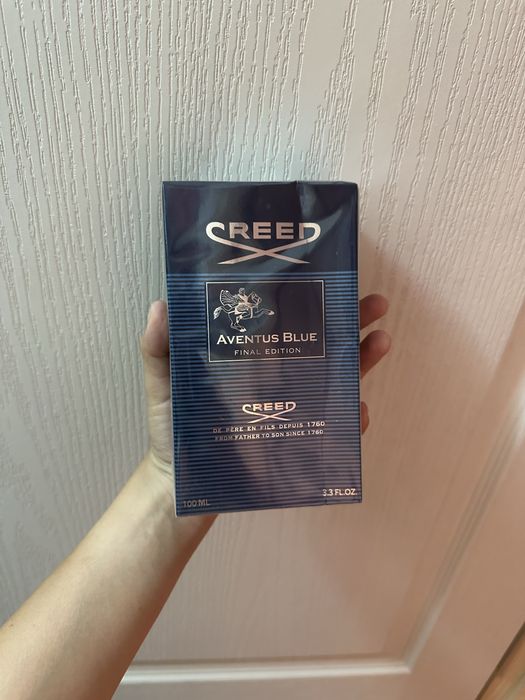 CREED
AVENTUS BLUE
FINAL EDITION
CREED
DE PÈRE EN FILS DEPUIS 1760
FROM FATHER TO SON SINCE 1760
100 ML
3.3 FL.OZ.